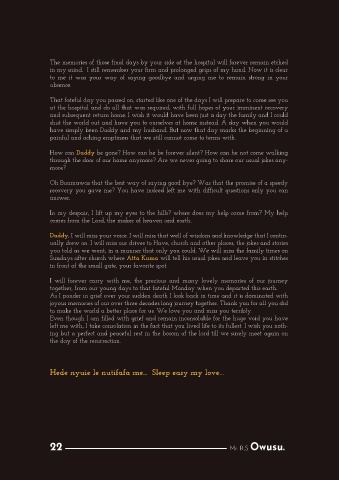 The memories of those final days by your side at the hospital will forever remain etched
in my mind. I still remember your firm and prolonged grips of my hand. Now it is clear
to me it was your way of saying goodbye and urging me to remain strong in your
absence.
That fateful day you passed on, started like one of the days I will prepare to come see you
at the hospital and do all that was required, with full hopes of your imminent recovery
and subsequent return home. I wish it would have been just a day the family and I could
shut the world out and have you to ourselves at home instead. A day when you would
have simply been Daddy and my husband. But now that day marks the beginning of a
painful and aching emptiness that we still cannot come to terms with.
How can Daddy be gone? How can he be forever silent? How can he not come walking
through the door of our home anymore? Are we never going to share our usual jokes any-
more?
Oh was that the best way of saying good bye? Was that the promise of a speedy
recovery you gave me? You have indeed left me with difficult questions only you can
answer.
In my despair, I lift up my eyes to the hills? where does my help come from? My help
comes from the Lord, the maker of heaven and earth.
Daddy, I will miss your voice. I will miss that well of wisdom and knowledge that I contin-
ually drew on. I will miss our drives to Have, church and other places, the jokes and stories
you told as we went, in a manner that only you could. We will miss the family times on
Sundays after church where Atta Kuma will tell his usual jokes and leave you in stitches
in front of the small gate, your favorite spot.
I will forever carry with me, the precious and many lovely memories of our journey
together, from our young days to that fateful Monday when you departed this earth.
As I ponder in grief over your sudden death I look back in time and it is dominated with
joyous memories of our over three decades long journey together. Thank you for all you did
to make the world a better place for us. We love you and miss you terribly.
Even though I am filled with grief and remain inconsolable for the huge void you have
left me with, I take consolation in the fact that you lived life to its fullest. I wish you noth-
ing but a perfect and peaceful rest in the bosom of the lord till we surely meet again on
the day of the resurrection.
Hede nyuie le nutifafa me... Sleep easy my love...
22 Mr. R.S Owusu.